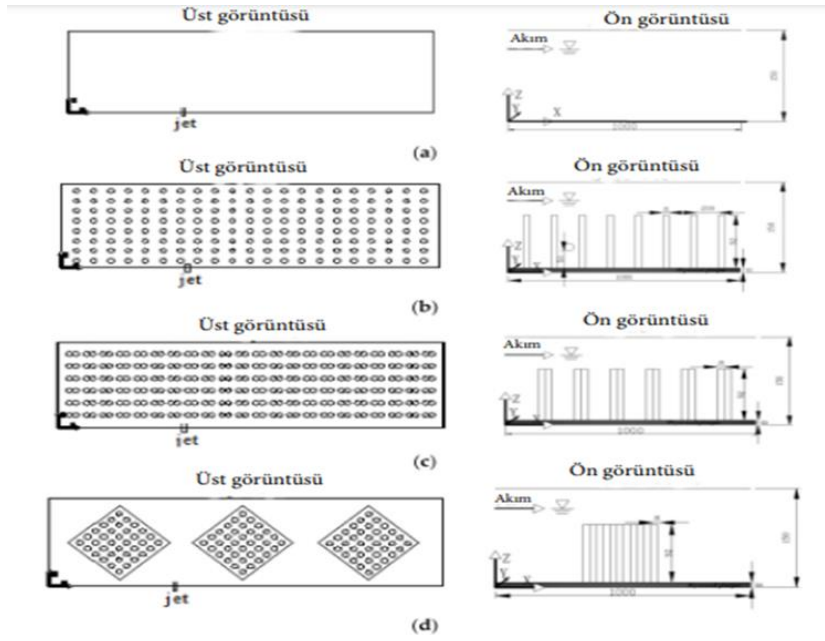 Üst görüntüsü
Ön görüntüsü
Akım
Z
Y
X
1000
jet
(a)
Üst görüntüsü
Ön görüntüsü
Akım
Z
Y
X
jet
(b)
Üst görüntüsü
Ön görüntüsü
Akım
Z
1000
jet
(c)
Üst görüntüsü
Ön görüntüsü
Akım
Z
Y
1000
jet
(d)